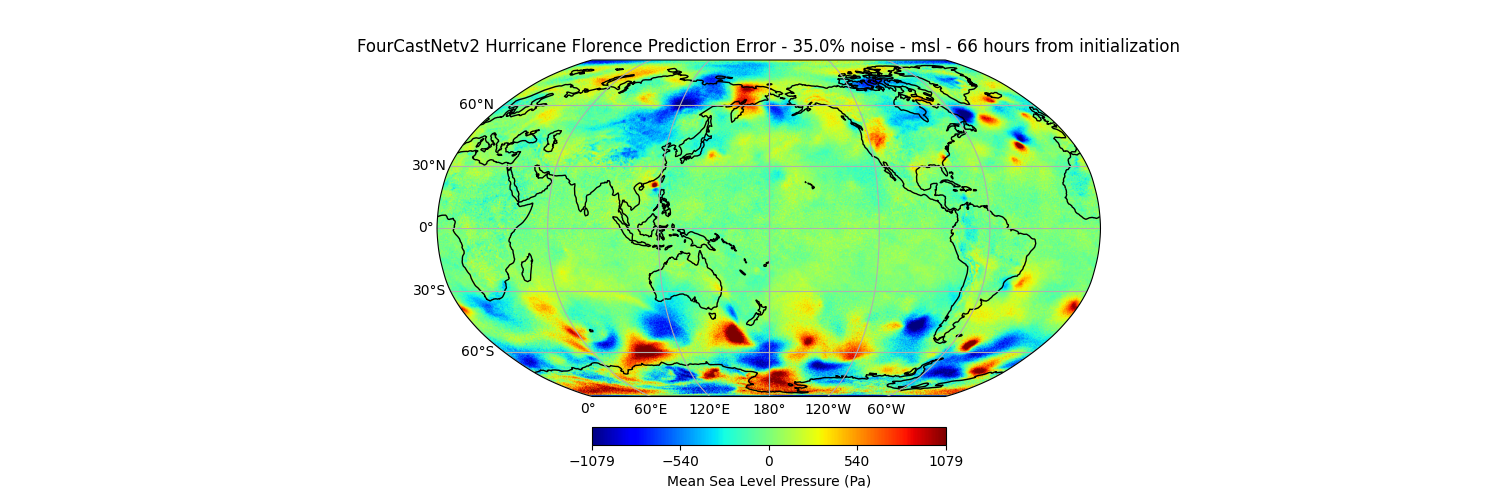 FourCastNetv2 Hurricane Florence Prediction Error - 35.0% noise - msl - 66 hours from initialization
60°N
30°N
0°
30°S
60°S
0° 60°E 120°E 180° 120°W 60°W
−1079 −540 0 540 1079
Mean Sea Level Pressure (Pa)